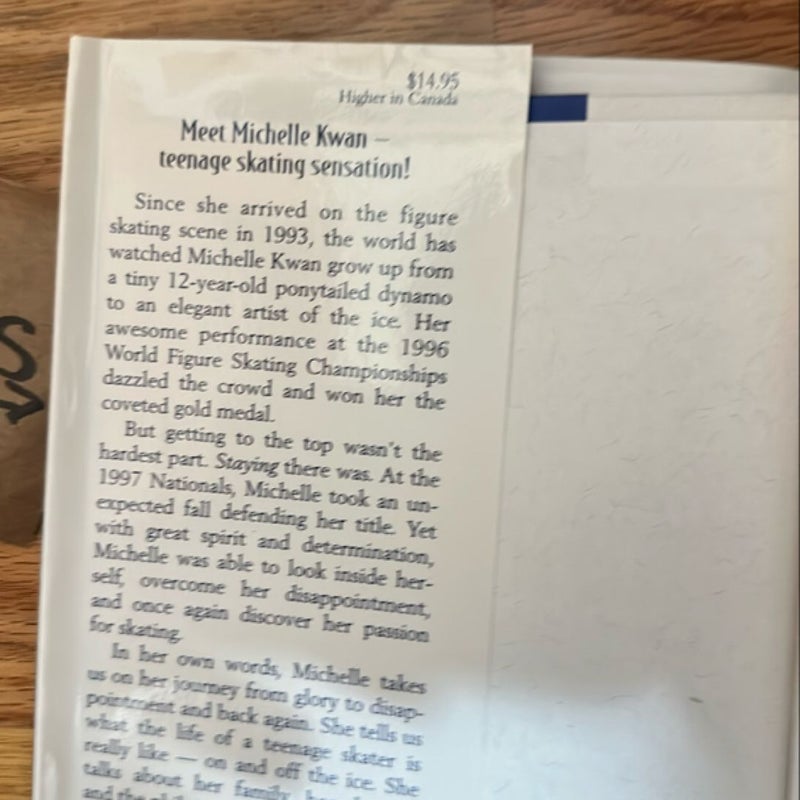 $14.95
Higher in Canada
Meet Michelle Kwan —
teenage skating sensation!
Since she arrived on the figure
skating scene in 1993, the world has
watched Michelle Kwan grow up from
a tiny 12-year-old ponytailed dynamo
to an elegant artist of the ice. Her
awesome performance at the 1996
World Figure Skating Championships
dazzled the crowd and won her the
coveted gold medal.
But getting to the top wasn't the
hardest part. Staying there was. At the
1997 Nationals, Michelle took an un-
expected fall defending her title. Yet
with great spirit and determination,
Michelle was able to look inside her-
self, overcome her disappointment,
and once again discover her passion
for skating.
In her own words, Michelle takes
us on her journey from glory to disap-
pointment and back again. She tells us
what the life of a teenage skater is
really like — on and off the ice. She
talks about her family,
and the
S